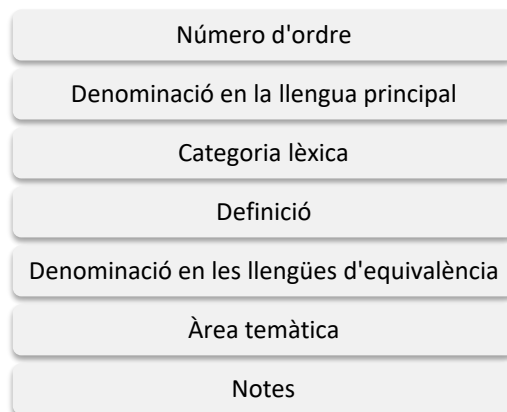 Número d'ordre
Denominació en la llengua principal
Categoria lèxica
Definició
Denominació en les llengües d'equivalència
Àrea temàtica
Notes